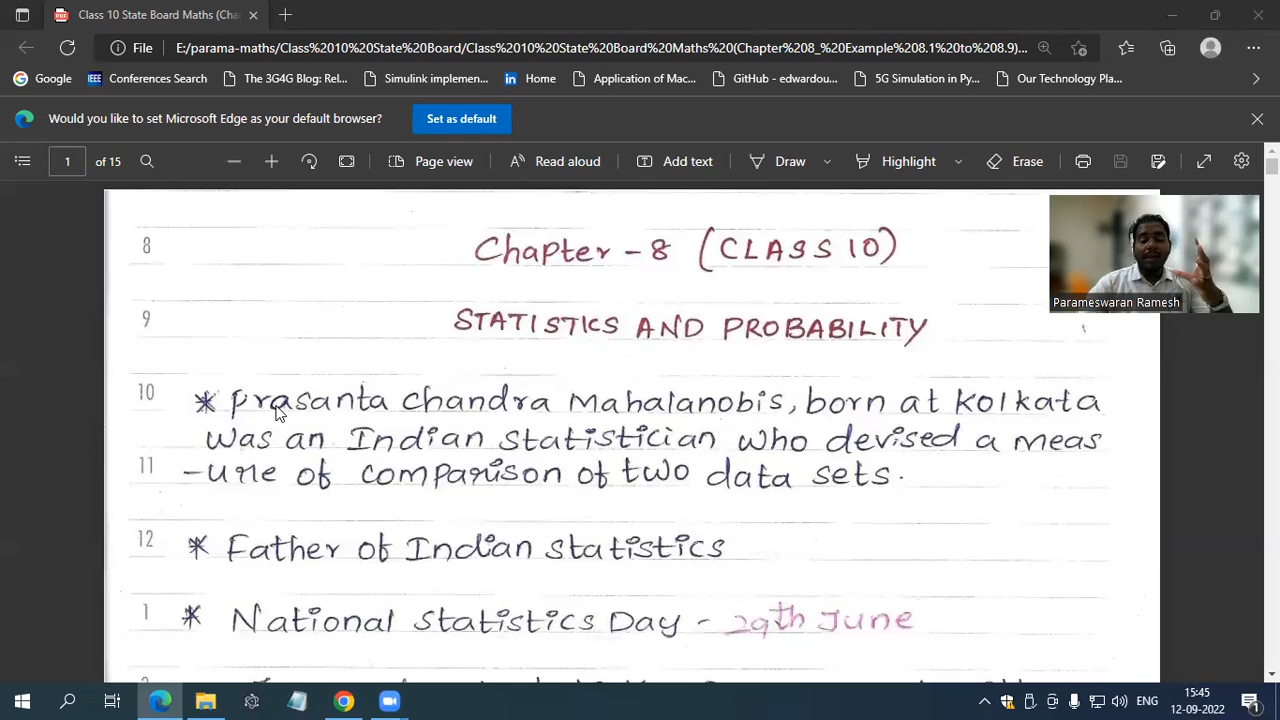 Class 10 State Board Maths (Cha
File
E:/parama-maths/Class%2010%20State%20Board/Class%2010%20State%20Board%20Maths%20(Chapter%208_%20Example%208.1%20to%208.9)...
Google
Conferences Search
The 3G4G Blog: Rel...
Simulink implemen...
Home
Application of Mac...
GitHub - edwardou...
5G Simulation in Py...
Our Technology Pla...
Would you like to set Microsoft Edge as your default browser?
Set as default
1 of 15
Page view
Read aloud
Add text
Draw
Highlight
Erase
8 Chapter - 8 (CLASS 10)
9 STATISTICS AND PROBABILITY
10 * Prasanta Chandra Mahalanobis, born at Kolkata
was an Indian Statistician who devised a meas
11 -ure of comparison of two data sets.
12 * Father of Indian Statistics
1 * National Statistics Day - 29th June
Parameswaran Ramesh
ENG
15:45
12-09-2022